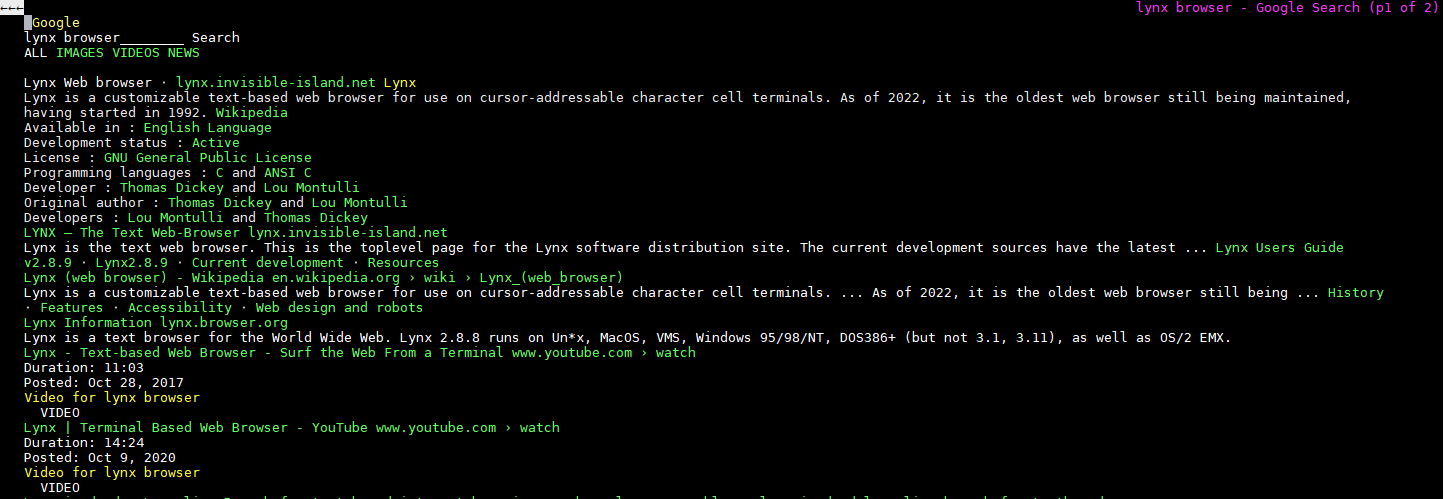 ←←← lynx browser - Google Search (p1 of 2)
Google
lynx browser________ Search
ALL IMAGES VIDEOS NEWS
Lynx Web browser · lynx.invisible-island.net Lynx
Lynx is a customizable text-based web browser for use on cursor-addressable character cell terminals. As of 2022, it is the oldest web browser still being maintained,
having started in 1992. Wikipedia
Available in : English Language
Development status : Active
License : GNU General Public License
Programming languages : C and ANSI C
Developer : Thomas Dickey and Lou Montulli
Original author : Thomas Dickey and Lou Montulli
Developers : Lou Montulli and Thomas Dickey
LYNX – The Text Web-Browser lynx.invisible-island.net
Lynx is the text web browser. This is the toplevel page for the Lynx software distribution site. The current development sources have the latest ... Lynx Users Guide
v2.8.9 · Lynx2.8.9 · Current development · Resources
Lynx (web browser) - Wikipedia en.wikipedia.org › wiki › Lynx_(web_browser)
Lynx is a customizable text-based web browser for use on cursor-addressable character cell terminals. ... As of 2022, it is the oldest web browser still being ... History
· Features · Accessibility · Web design and robots
Lynx Information lynx.browser.org
Lynx is a text browser for the World Wide Web. Lynx 2.8.8 runs on Un*x, MacOS, VMS, Windows 95/98/NT, DOS386+ (but not 3.1, 3.11), as well as OS/2 EMX.
Lynx - Text-based Web Browser - Surf the Web From a Terminal www.youtube.com › watch
Duration: 11:03
Posted: Oct 28, 2017
Video for lynx browser
VIDEO
Lynx | Terminal Based Web Browser - YouTube www.youtube.com › watch
Duration: 14:24
Posted: Oct 9, 2020
Video for lynx browser
VIDEO